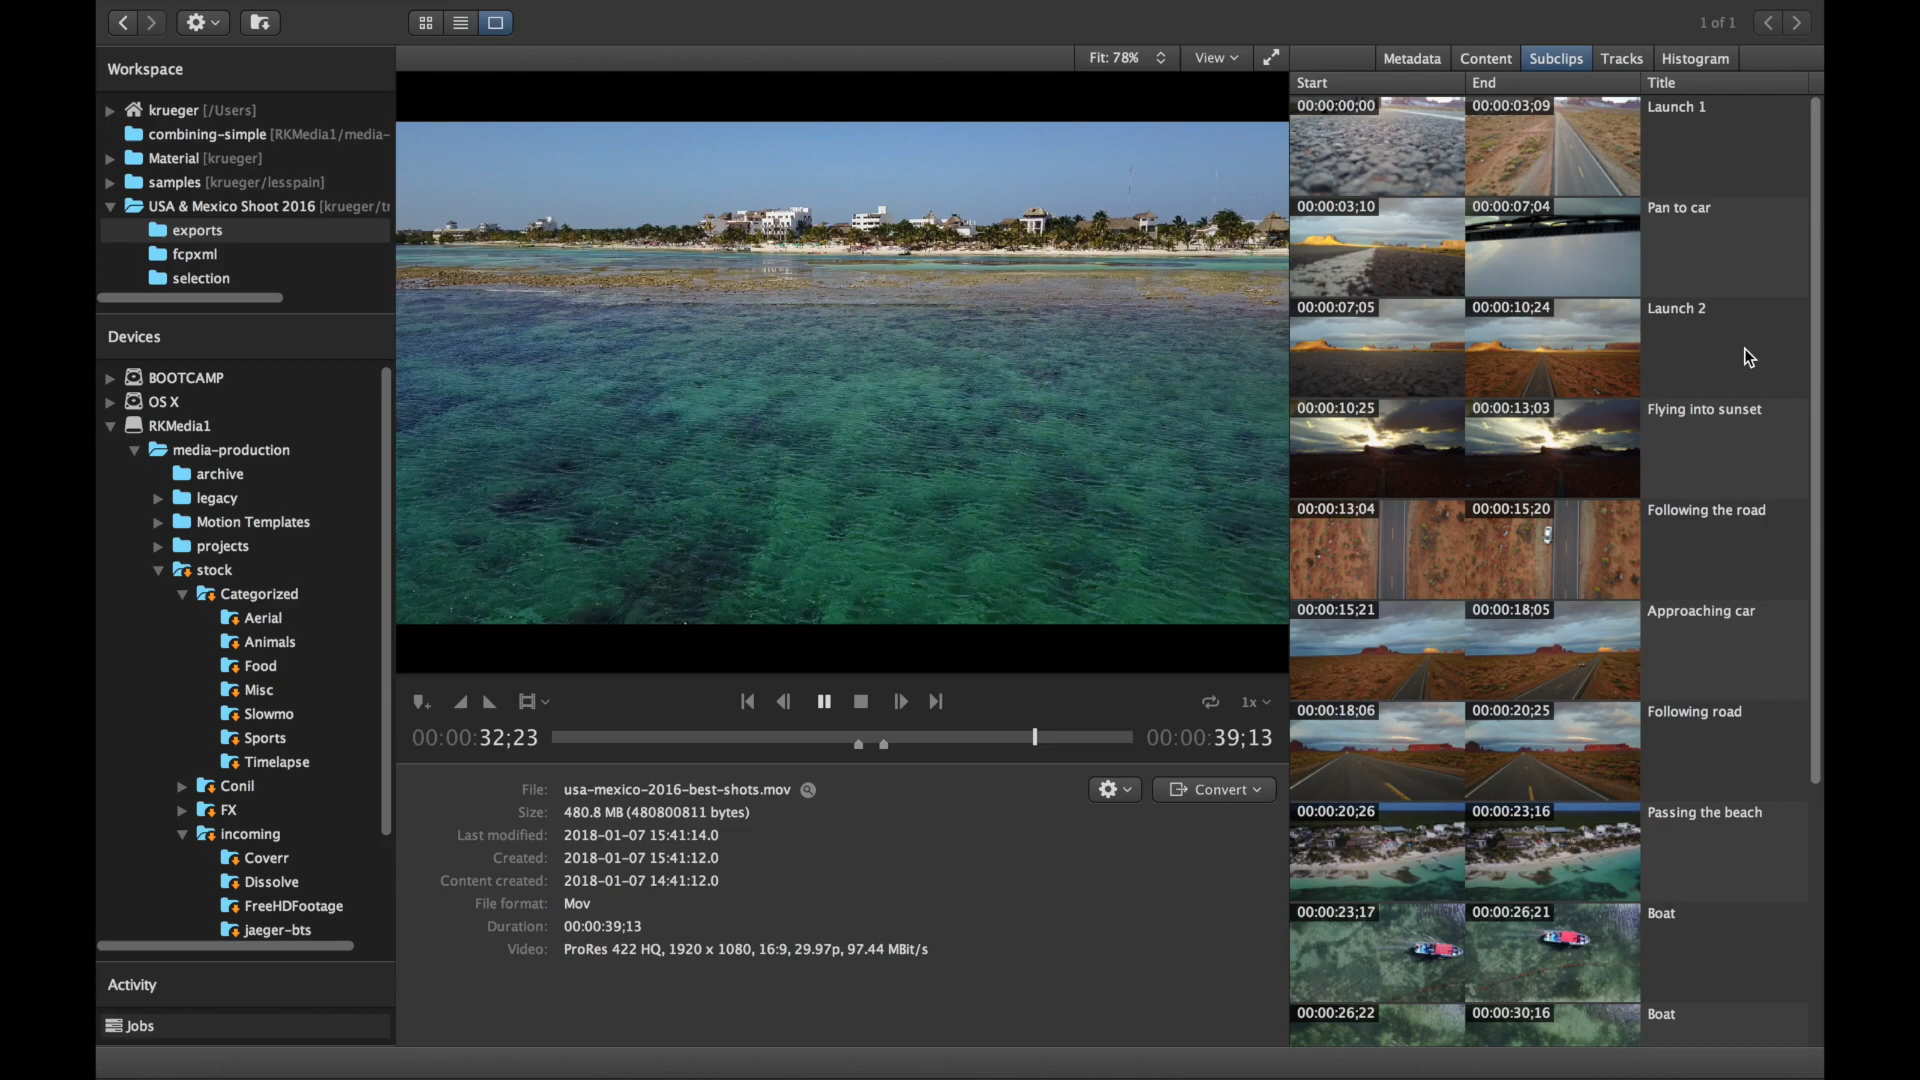 1 of 1
Workspace
krueger [/Users]
combining-simple [RKMedia1/media-
Material [krueger]
samples [krueger/lesspain]
USA & Mexico Shoot 2016 [krueger/tr
exports
fcpxml
selection
Devices
BOOTCAMP
OS X
RKMedia1
media-production
archive
legacy
Motion Templates
projects
stock
Categorized
Aerial
Animals
Food
Misc
Slowmo
Sports
Timelapse
Conil
FX
incoming
Coverr
Dissolve
FreeHDFootage
jaeger-bts
Activity
Jobs
Fit: 78% View
1x
00:00:32;23 00:00:39;13
File: usa-mexico-2016-best-shots.mov
Convert
Size: 480.8 MB (480800811 bytes)
Last modified: 2018-01-07 15:41:14.0
Created: 2018-01-07 15:41:12.0
Content created: 2018-01-07 14:41:12.0
File format: Mov
Duration: 00:00:39;13
Video: ProRes 422 HQ, 1920 x 1080, 16:9, 29.97p, 97.44 MBit/s
Metadata Content Subclips Tracks Histogram
Start End Title
00:00:00;00 00:00:03;09 Launch 1
00:00:03;10 00:00:07;04 Pan to car
00:00:07;05 00:00:10;24 Launch 2
00:00:10;25 00:00:13;03 Flying into sunset
00:00:13;04 00:00:15;20 Following the road
00:00:15;21 00:00:18;05 Approaching car
00:00:18;06 00:00:20;25 Following road
00:00:20;26 00:00:23;16 Passing the beach
00:00:23;17 00:00:26;21 Boat
00:00:26;22 00:00:30;16 Boat